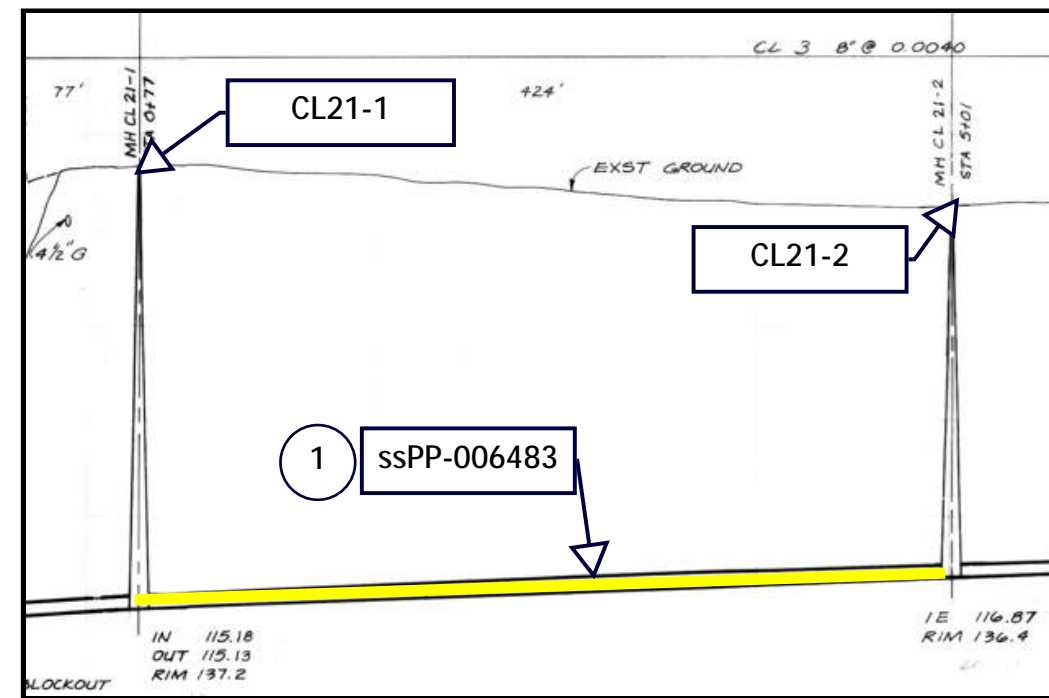 CL 3 8" @ 0.0040
77'
MH CL 21-1
STA 0+77
CL21-1
424'
MH CL 21-2
STA 5+01
EXST GROUND
4½"G
CL21-2
1
ssPP-006483
IN 115.18
OUT 115.13
RIM 137.2
IE 116.87
RIM 136.4
BLOCKOUT